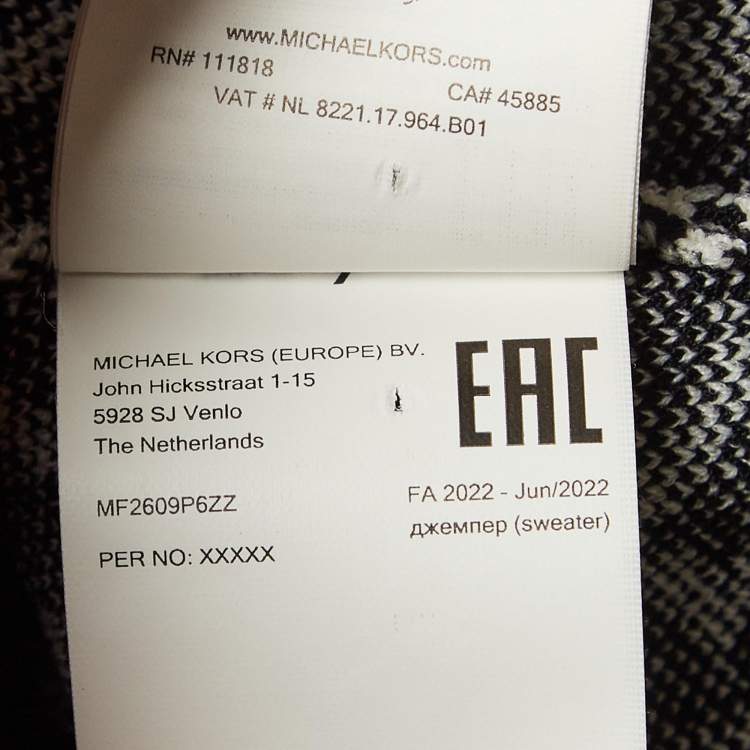 www.MICHAELKORS.com
RN# 111818
CA# 45885
VAT # NL 8221.17.964.B01
MICHAEL KORS (EUROPE) BV.
John Hicksstraat 1-15
5928 SJ Venlo
The Netherlands
EAC
MF2609P6ZZ
FA 2022 - Jun/2022
джемпер (sweater)
PER NO: XXXXX